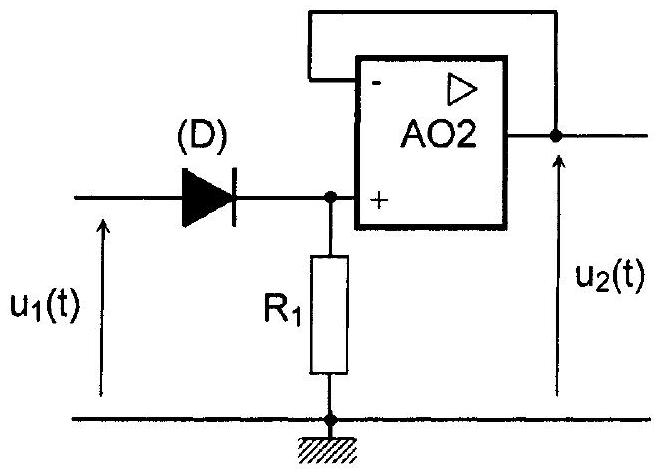 -
(D)
AO2
+
u₁(t)
R₁
u₂(t)